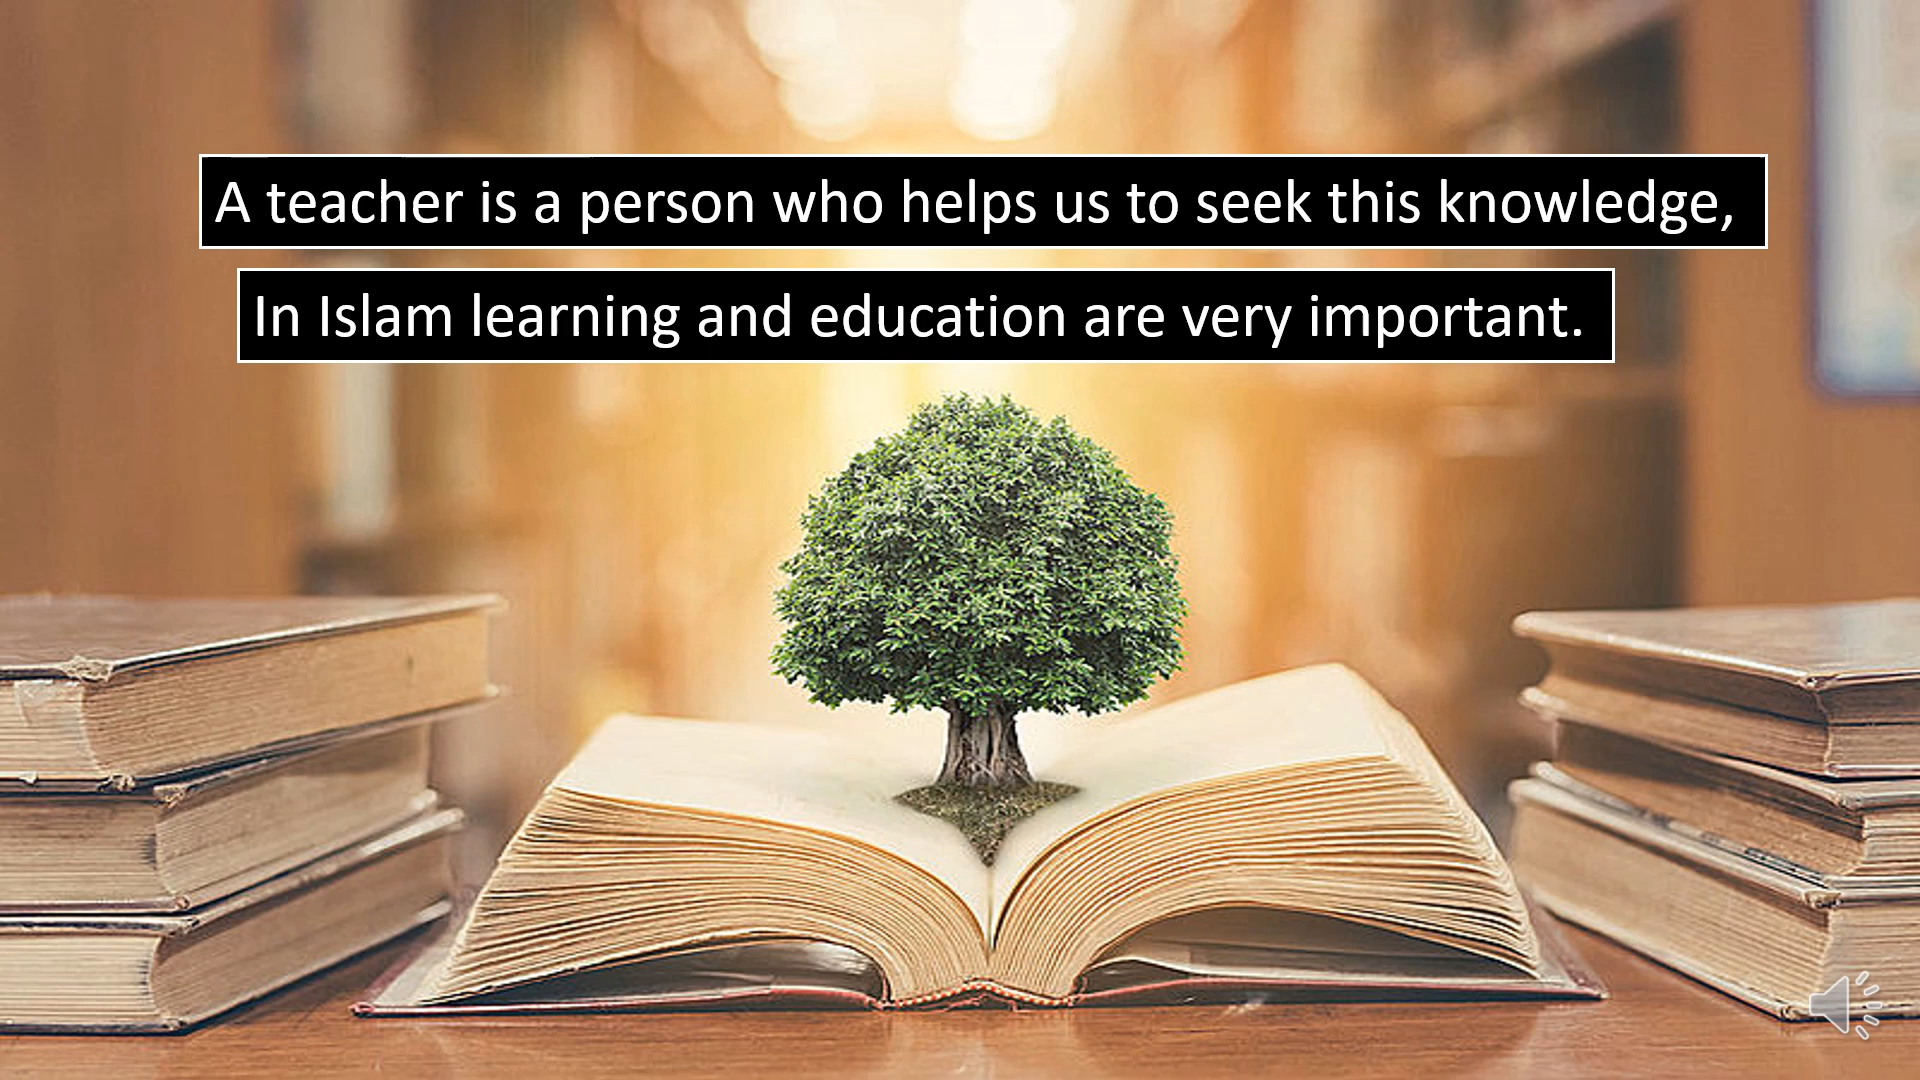 A teacher is a person who helps us to seek this knowledge,
In Islam learning and education are very important.